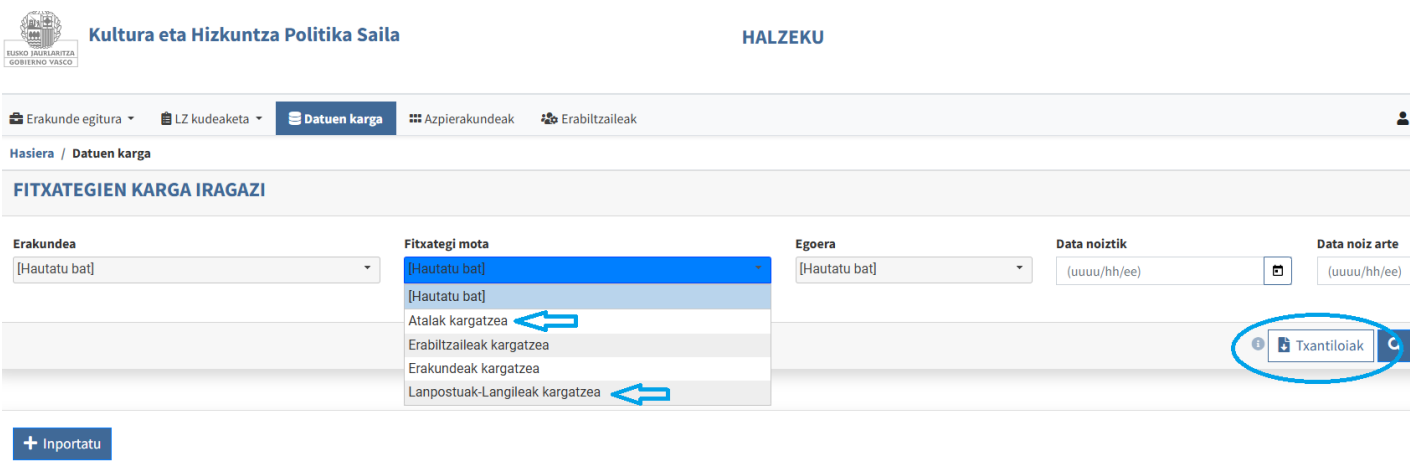 EUSKO JAURLARITZA
GOBIERNO VASCO
Kultura eta Hizkuntza Politika Saila
HALZEKU
Erakunde egitura
LZ kudeaketa
Datuen karga
Azpierakundeak
Erabiltzaileak
Hasiera / Datuen karga
FITXATEGIEN KARGA IRAGAZI
Erakundea
[Hautatu bat]
Fitxategi mota
[Hautatu bat]
[Hautatu bat]
Atalak kargatzea
Erabiltzaileak kargatzea
Erakundeak kargatzea
Lanpostuak-Langileak kargatzea
Egoera
[Hautatu bat]
Data noiztik
(uuuu/hh/ee)
Data noiz arte
(uuuu/hh/ee)
Txantiloiak
Inportatu